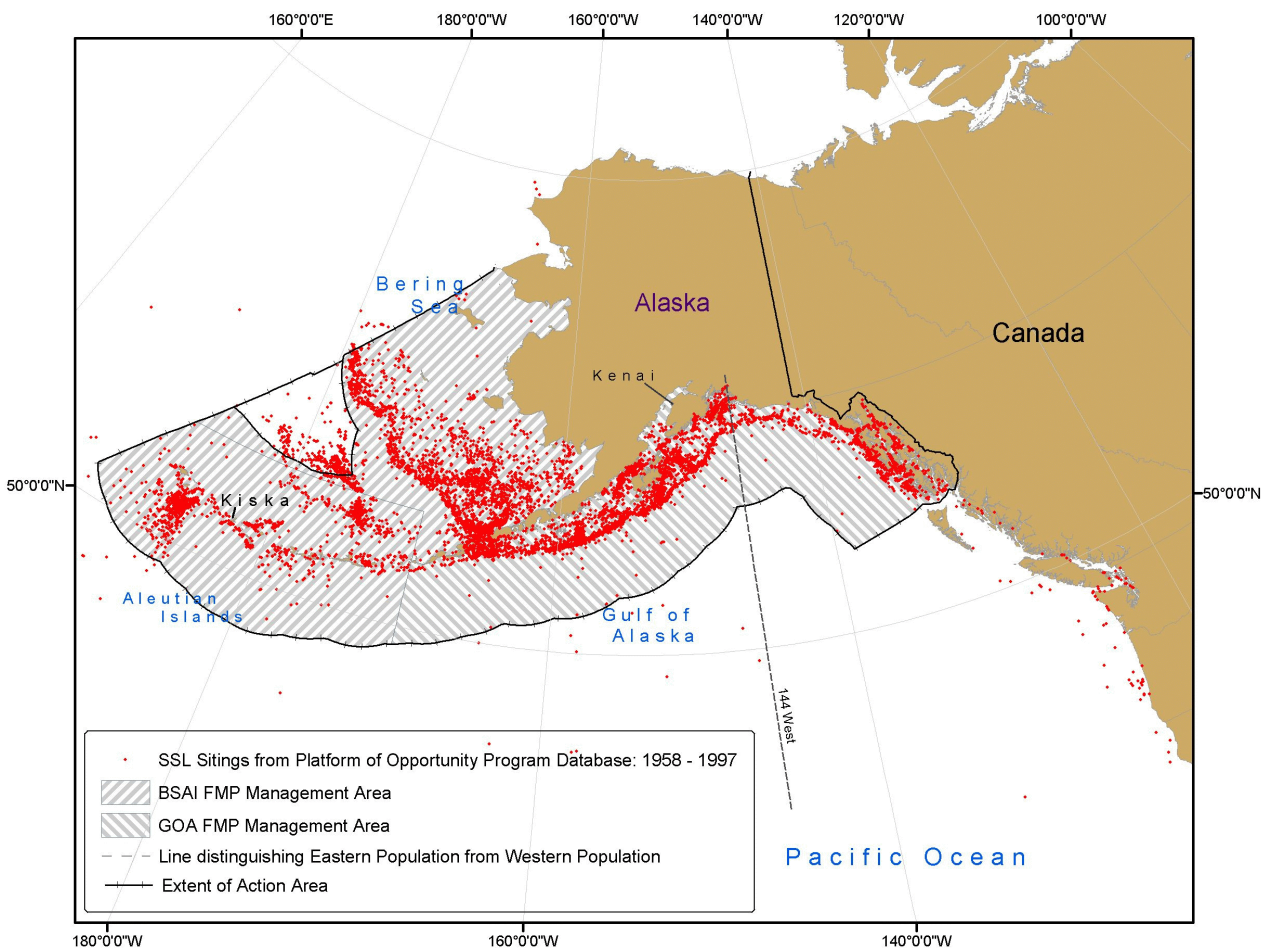 160°0'0"E 180°0'0"W 160°0'0"W 140°0'0"W 120°0'0"W 100°0'0"W
Bering
Sea
Alaska
Canada
Kenai
50°0'0"N
Kiska
50°0'0"N
Aleutian
Islands
Gulf of
Alaska
144 West
SSL Sitings from Platform of Opportunity Program Database: 1958 - 1997
BSAI FMP Management Area
GOA FMP Management Area
Line distinguishing Eastern Population from Western Population
Extent of Action Area
Pacific Ocean
180°0'0"W 160°0'0"W 140°0'0"W